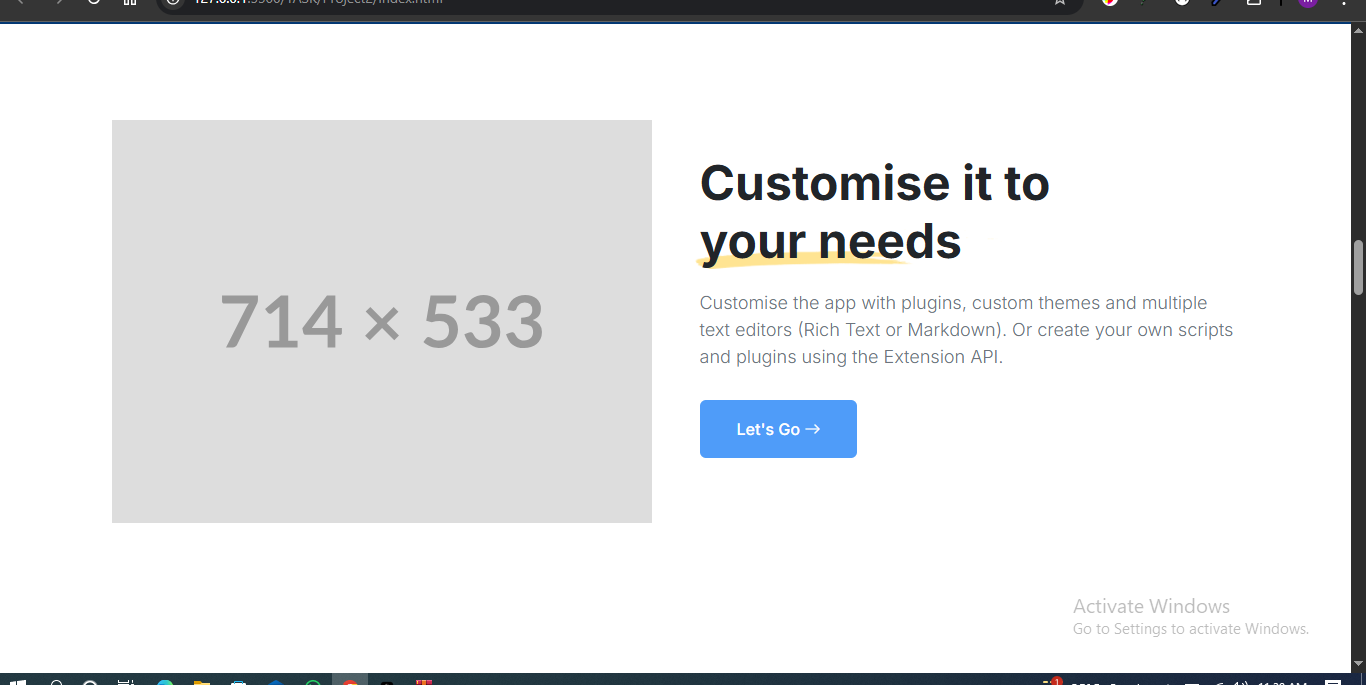 714 × 533
Customise it to
your needs
Customise the app with plugins, custom themes and multiple
text editors (Rich Text or Markdown). Or create your own scripts
and plugins using the Extension API.
Let's Go →
Activate Windows
Go to Settings to activate Windows.